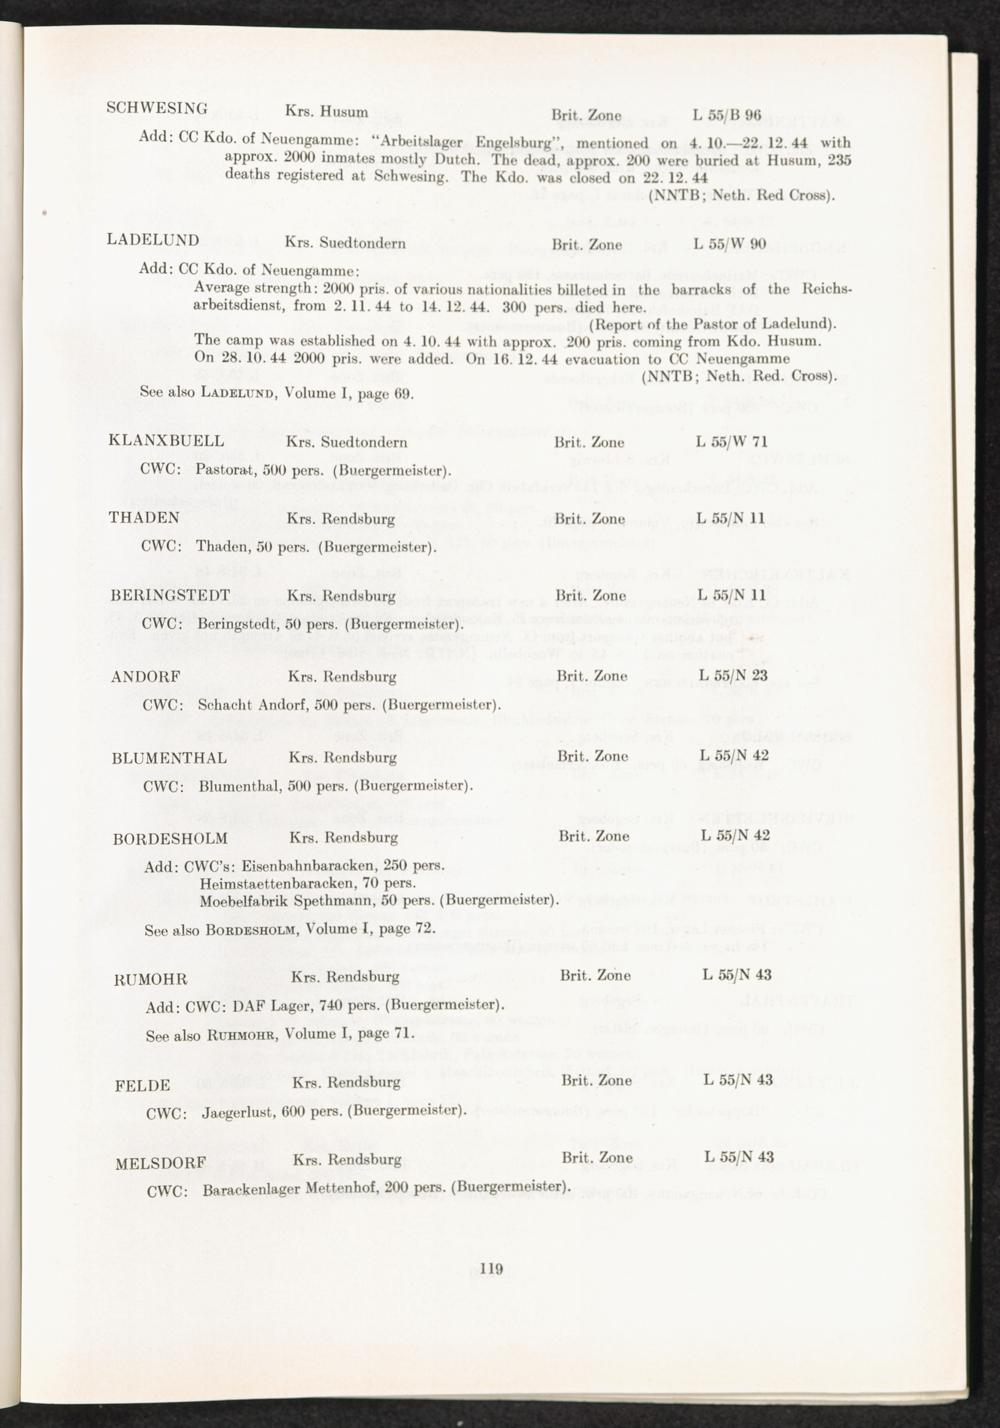 SCHWESING Krs. Husum Brit. Zone L 55/B 96
Add: CC Kdo. of Neuengamme: “Arbeitslager Engelsburg”, mentioned on 4. 10.—22. 12. 44 with
approx. 2000 inmates mostly Dutch. The dead, approx. 200 were buried at Husum, 235
deaths registered at Schwesing. The Kdo. was closed on 22. 12. 44
(NNTB; Neth. Red Cross).
LADELUND Krs. Suedtondern Brit. Zone L 55/W 90
Add: CC Kdo. of Neuengamme:
Average strength: 2000 pris. of various nationalities billeted in the barracks of the Reichs-
arbeitsdienst, from 2. 11. 44 to 14. 12. 44. 300 pers. died here.
(Report of the Pastor of Ladelund).
The camp was established on 4. 10. 44 with approx. 200 pris. coming from Kdo. Husum.
On 28. 10. 44 2000 pris. were added. On 16. 12. 44 evacuation to CC Neuengamme
(NNTB; Neth. Red. Cross).
See also LADELUND, Volume I, page 69.
KLANXBUELL Krs. Suedtondern Brit. Zone L 55/W 71
CWC: Pastorat, 500 pers. (Buergermeister).
THADEN Krs. Rendsburg Brit. Zone L 55/N 11
CWC: Thaden, 50 pers. (Buergermeister).
BERINGSTEDT Krs. Rendsburg Brit. Zone L 55/N 11
CWC: Beringstedt, 50 pers. (Buergermeister).
ANDORF Krs. Rendsburg Brit. Zone L 55/N 23
CWC: Schacht Andorf, 500 pers. (Buergermeister).
BLUMENTHAL Krs. Rendsburg Brit. Zone L 55/N 42
CWC: Blumenthal, 500 pers. (Buergermeister).
BORDESHOLM Krs. Rendsburg Brit. Zone L 55/N 42
Add: CWC's: Eisenbahnbaracken, 250 pers.
Heimstaettenbaracken, 70 pers.
Moebelfabrik Spethmann, 50 pers. (Buergermeister).
See also BORDESHOLM, Volume I, page 72.
RUMOHR Krs. Rendsburg Brit. Zone L 55/N 43
Add: CWC: DAF Lager, 740 pers. (Buergermeister).
See also RUHMOHR, Volume I, page 71.
FELDE Krs. Rendsburg Brit. Zone L 55/N 43
CWC: Jaegerlust, 600 pers. (Buergermeister).
MELSDORF Krs. Rendsburg Brit. Zone L 55/N 43
CWC: Barackenlager Mettenhof, 200 pers. (Buergermeister).
119